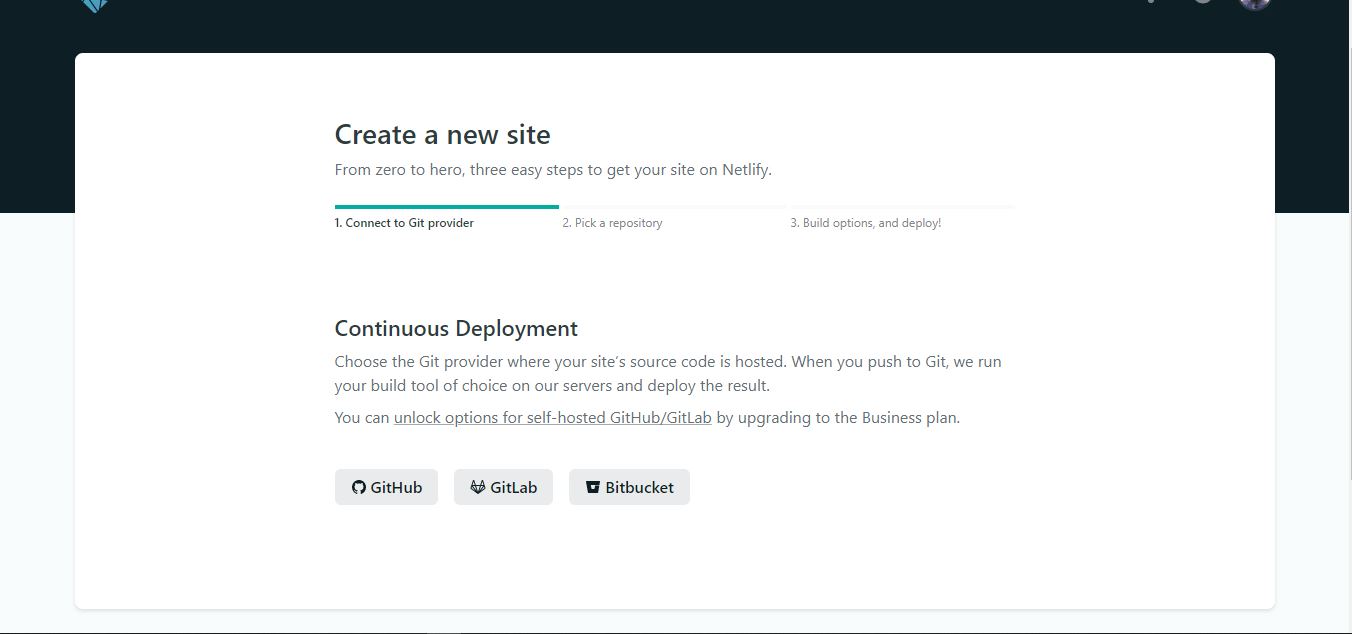 Create a new site
From zero to hero, three easy steps to get your site on Netlify.
1. Connect to Git provider
2. Pick a repository
3. Build options, and deploy!
Continuous Deployment
Choose the Git provider where your site’s source code is hosted. When you push to Git, we run
your build tool of choice on our servers and deploy the result.
You can unlock options for self-hosted GitHub/GitLab by upgrading to the Business plan.
GitHub
GitLab
Bitbucket